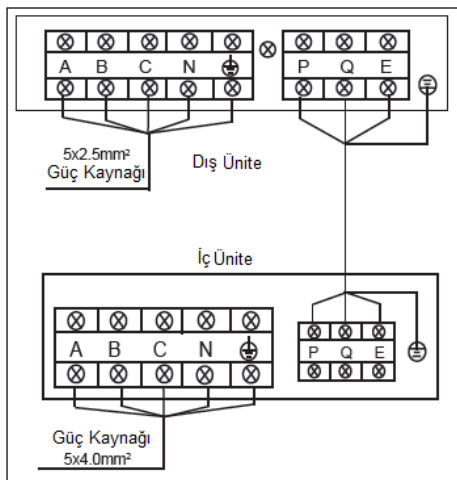 A B C N P Q E
5x2.5mm²
Güç Kaynağı
Dış Ünite
İç Ünite
A B C N P Q E
Güç Kaynağı
5x4.0mm²